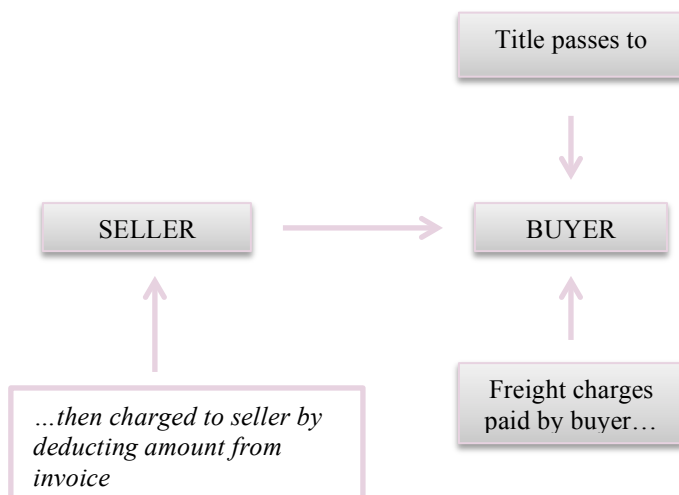 Title passes to
SELLER
BUYER
Freight charges
paid by buyer…
…then charged to seller by
deducting amount from
invoice